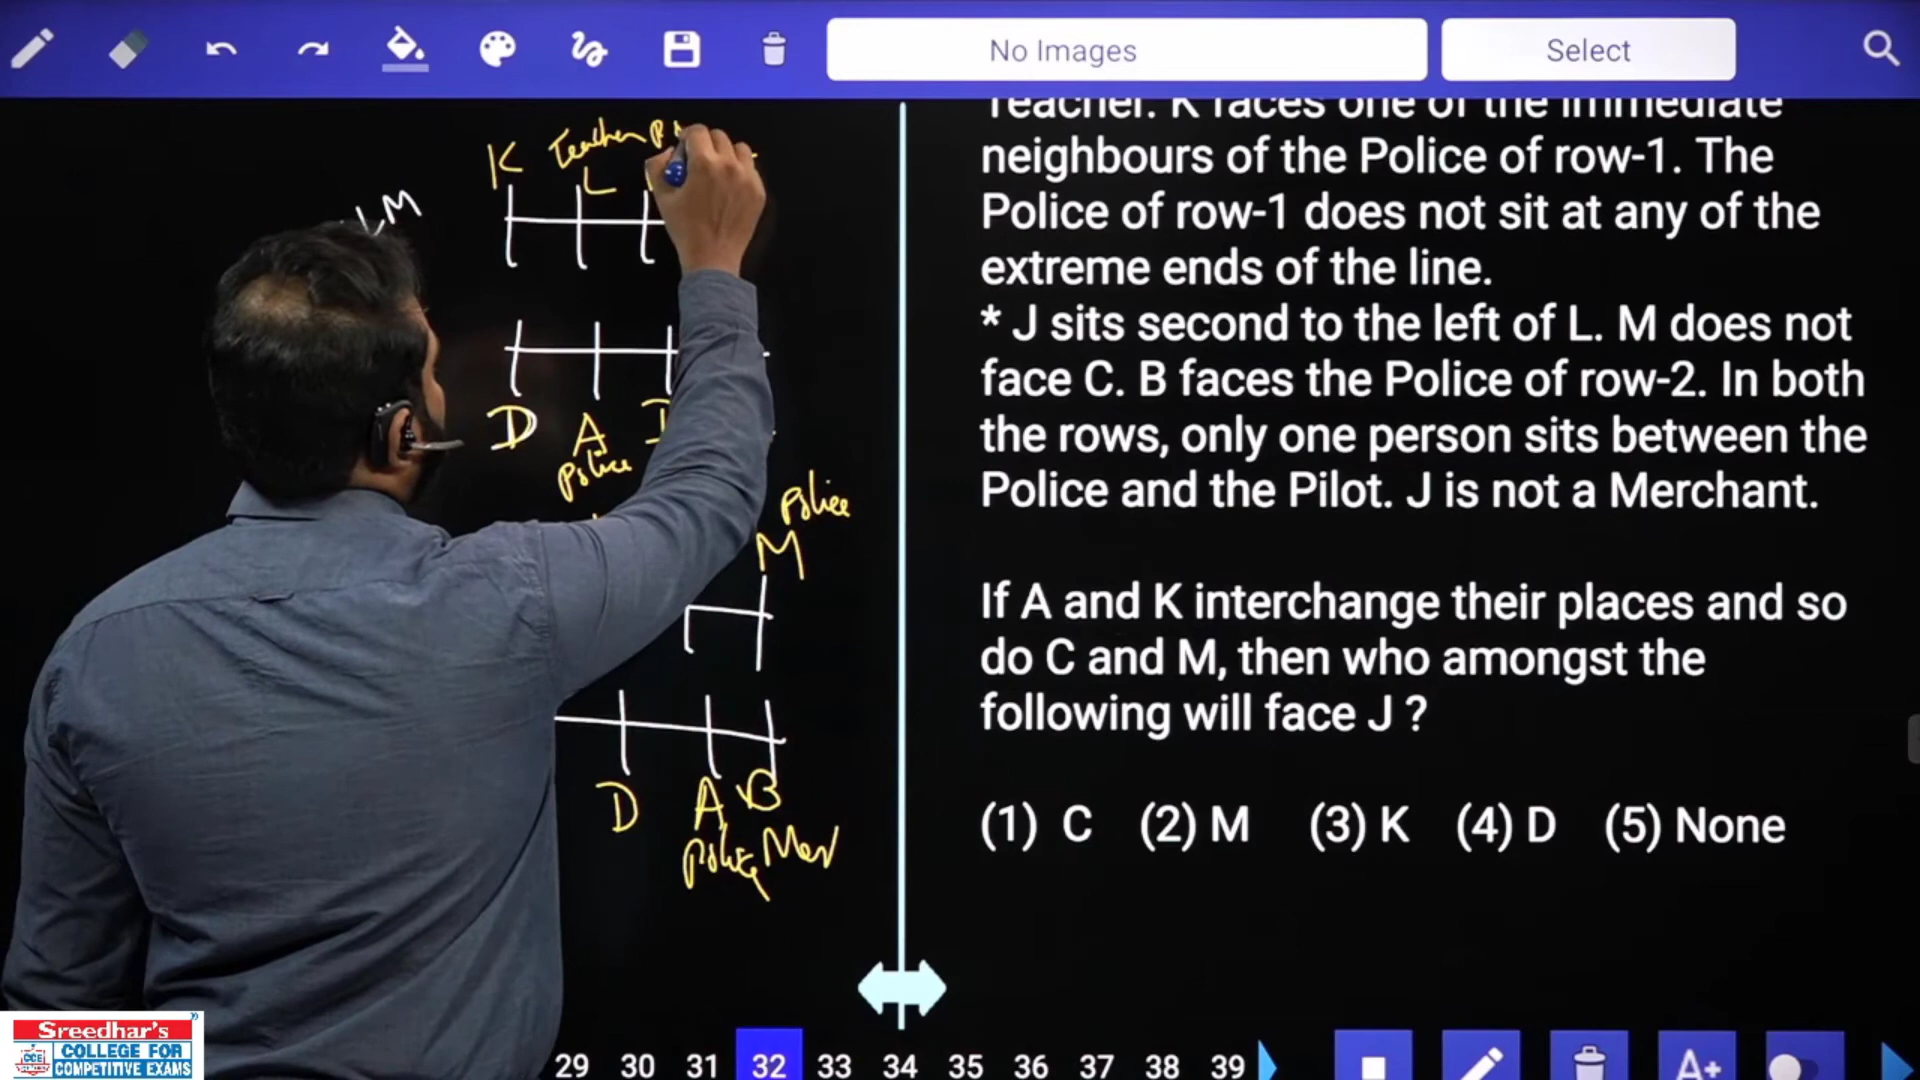 No Images
Select
Teacher. K faces one of the immediate
neighbours of the Police of row-1. The
Police of row-1 does not sit at any of the
extreme ends of the line.
* J sits second to the left of L. M does not
face C. B faces the Police of row-2. In both
the rows, only one person sits between the
Police and the Pilot. J is not a Merchant.
If A and K interchange their places and so
do C and M, then who amongst the
following will face J ?
(1) C (2) M (3) K (4) D (5) None
K Teacher
L
LM
D A
Police
Police
M
D A B
Police Mer
Sreedhar's
CCE
COLLEGE FOR
COMPETITIVE EXAMS
29 30 31 32 33 34 35 36 37 38 39
A+